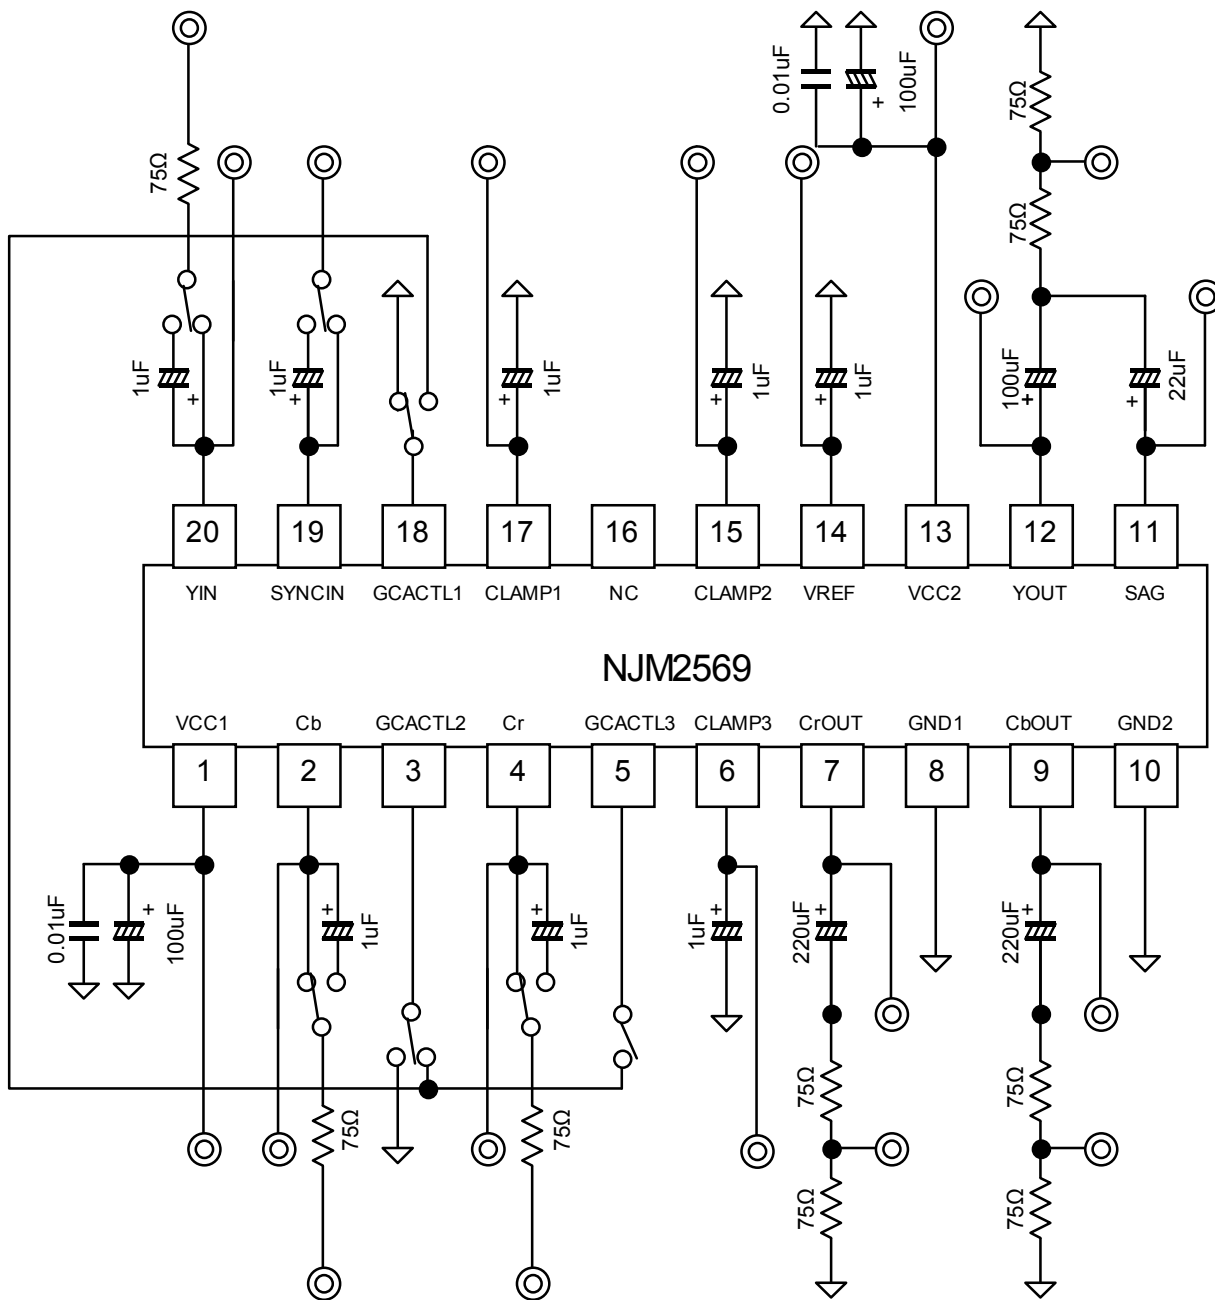 0.01uF
+
100uF
75Ω
75Ω
75Ω
1uF
+
1uF
+
+
1uF
+
1uF
+
1uF
100uF
+
+
22uF
20
19
18
17
16
15
14
13
12
11
YIN
SYNCIN
GCACTL1
CLAMP1
NC
CLAMP2
VREF
VCC2
YOUT
SAG
NJM2569
VCC1
Cb
GCACTL2
Cr
GCACTL3
CLAMP3
CrOUT
GND1
CbOUT
GND2
1
2
3
4
5
6
7
8
9
10
0.01uF
+
100uF
+
1uF
+
1uF
1uF
+
220uF
+
220uF
+
75Ω
75Ω
75Ω
75Ω
75Ω
75Ω